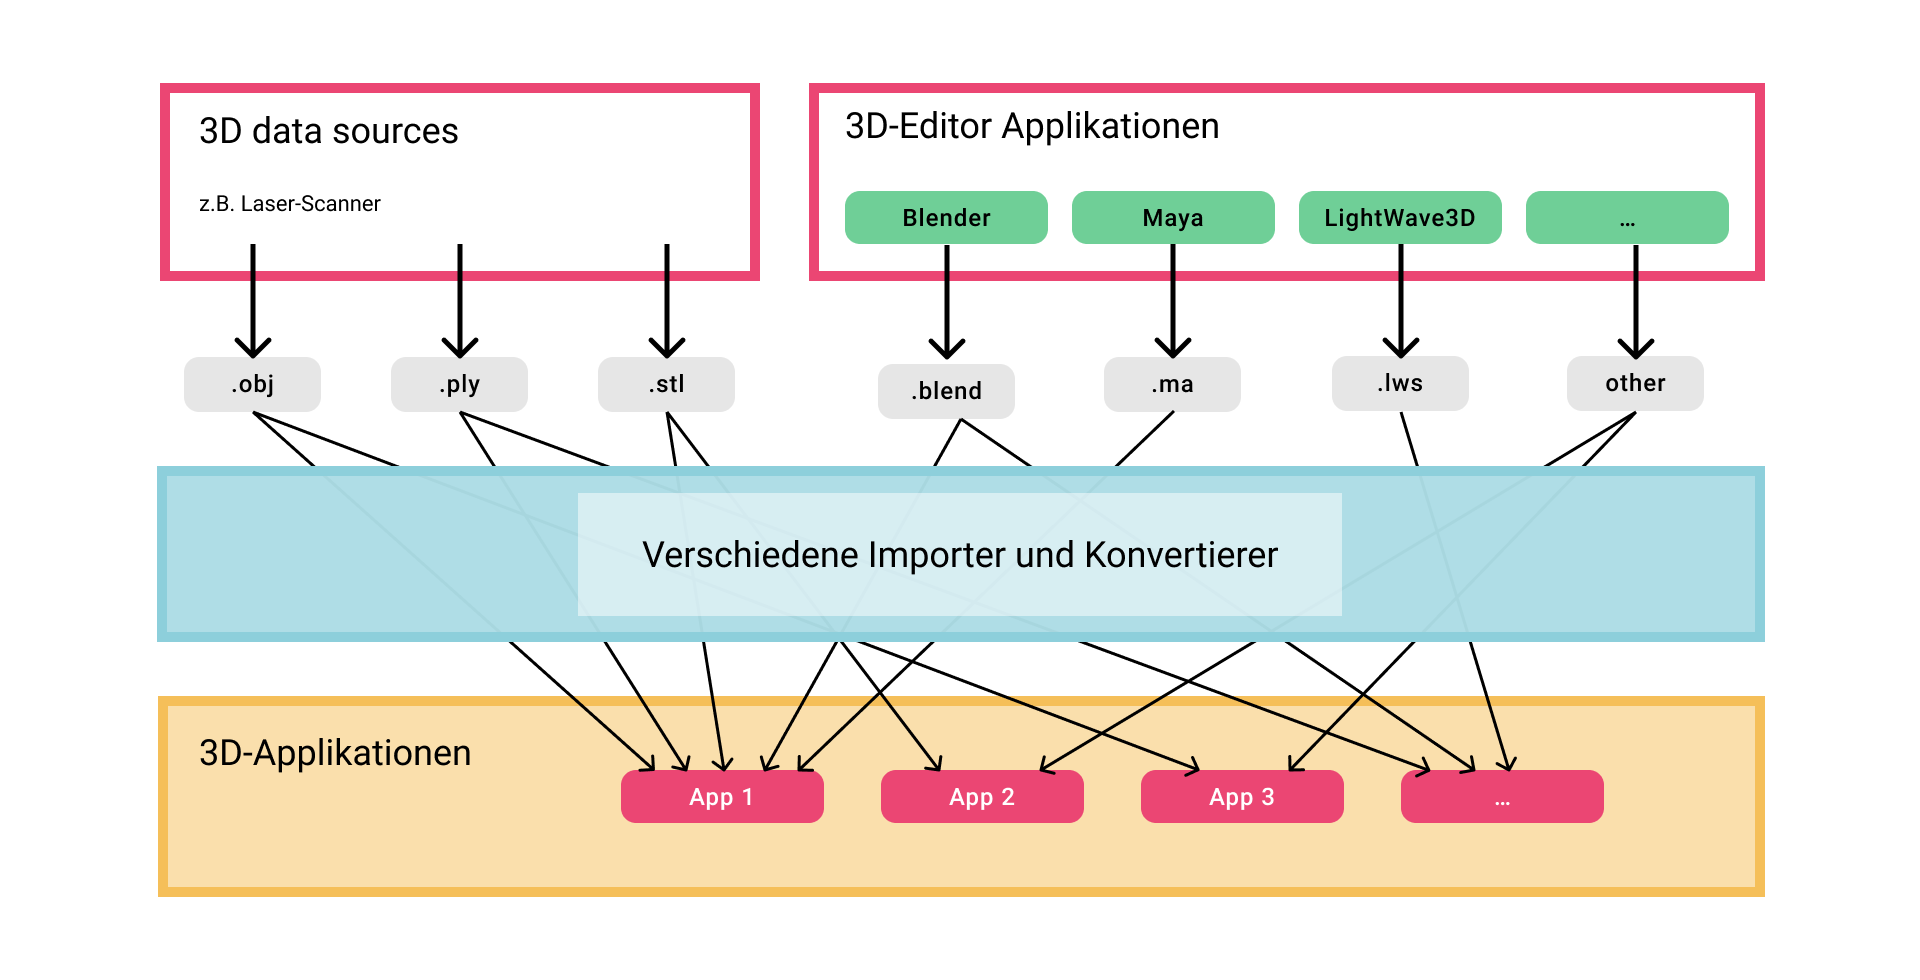 3D data sources
z.B. Laser-Scanner
3D-Editor Applikationen
Blender
Maya
LightWave3D
...
.obj
.ply
.stl
.blend
.ma
.lws
other
Verschiedene Importer und Konvertierer
3D-Applikationen
App 1
App 2
App 3
...